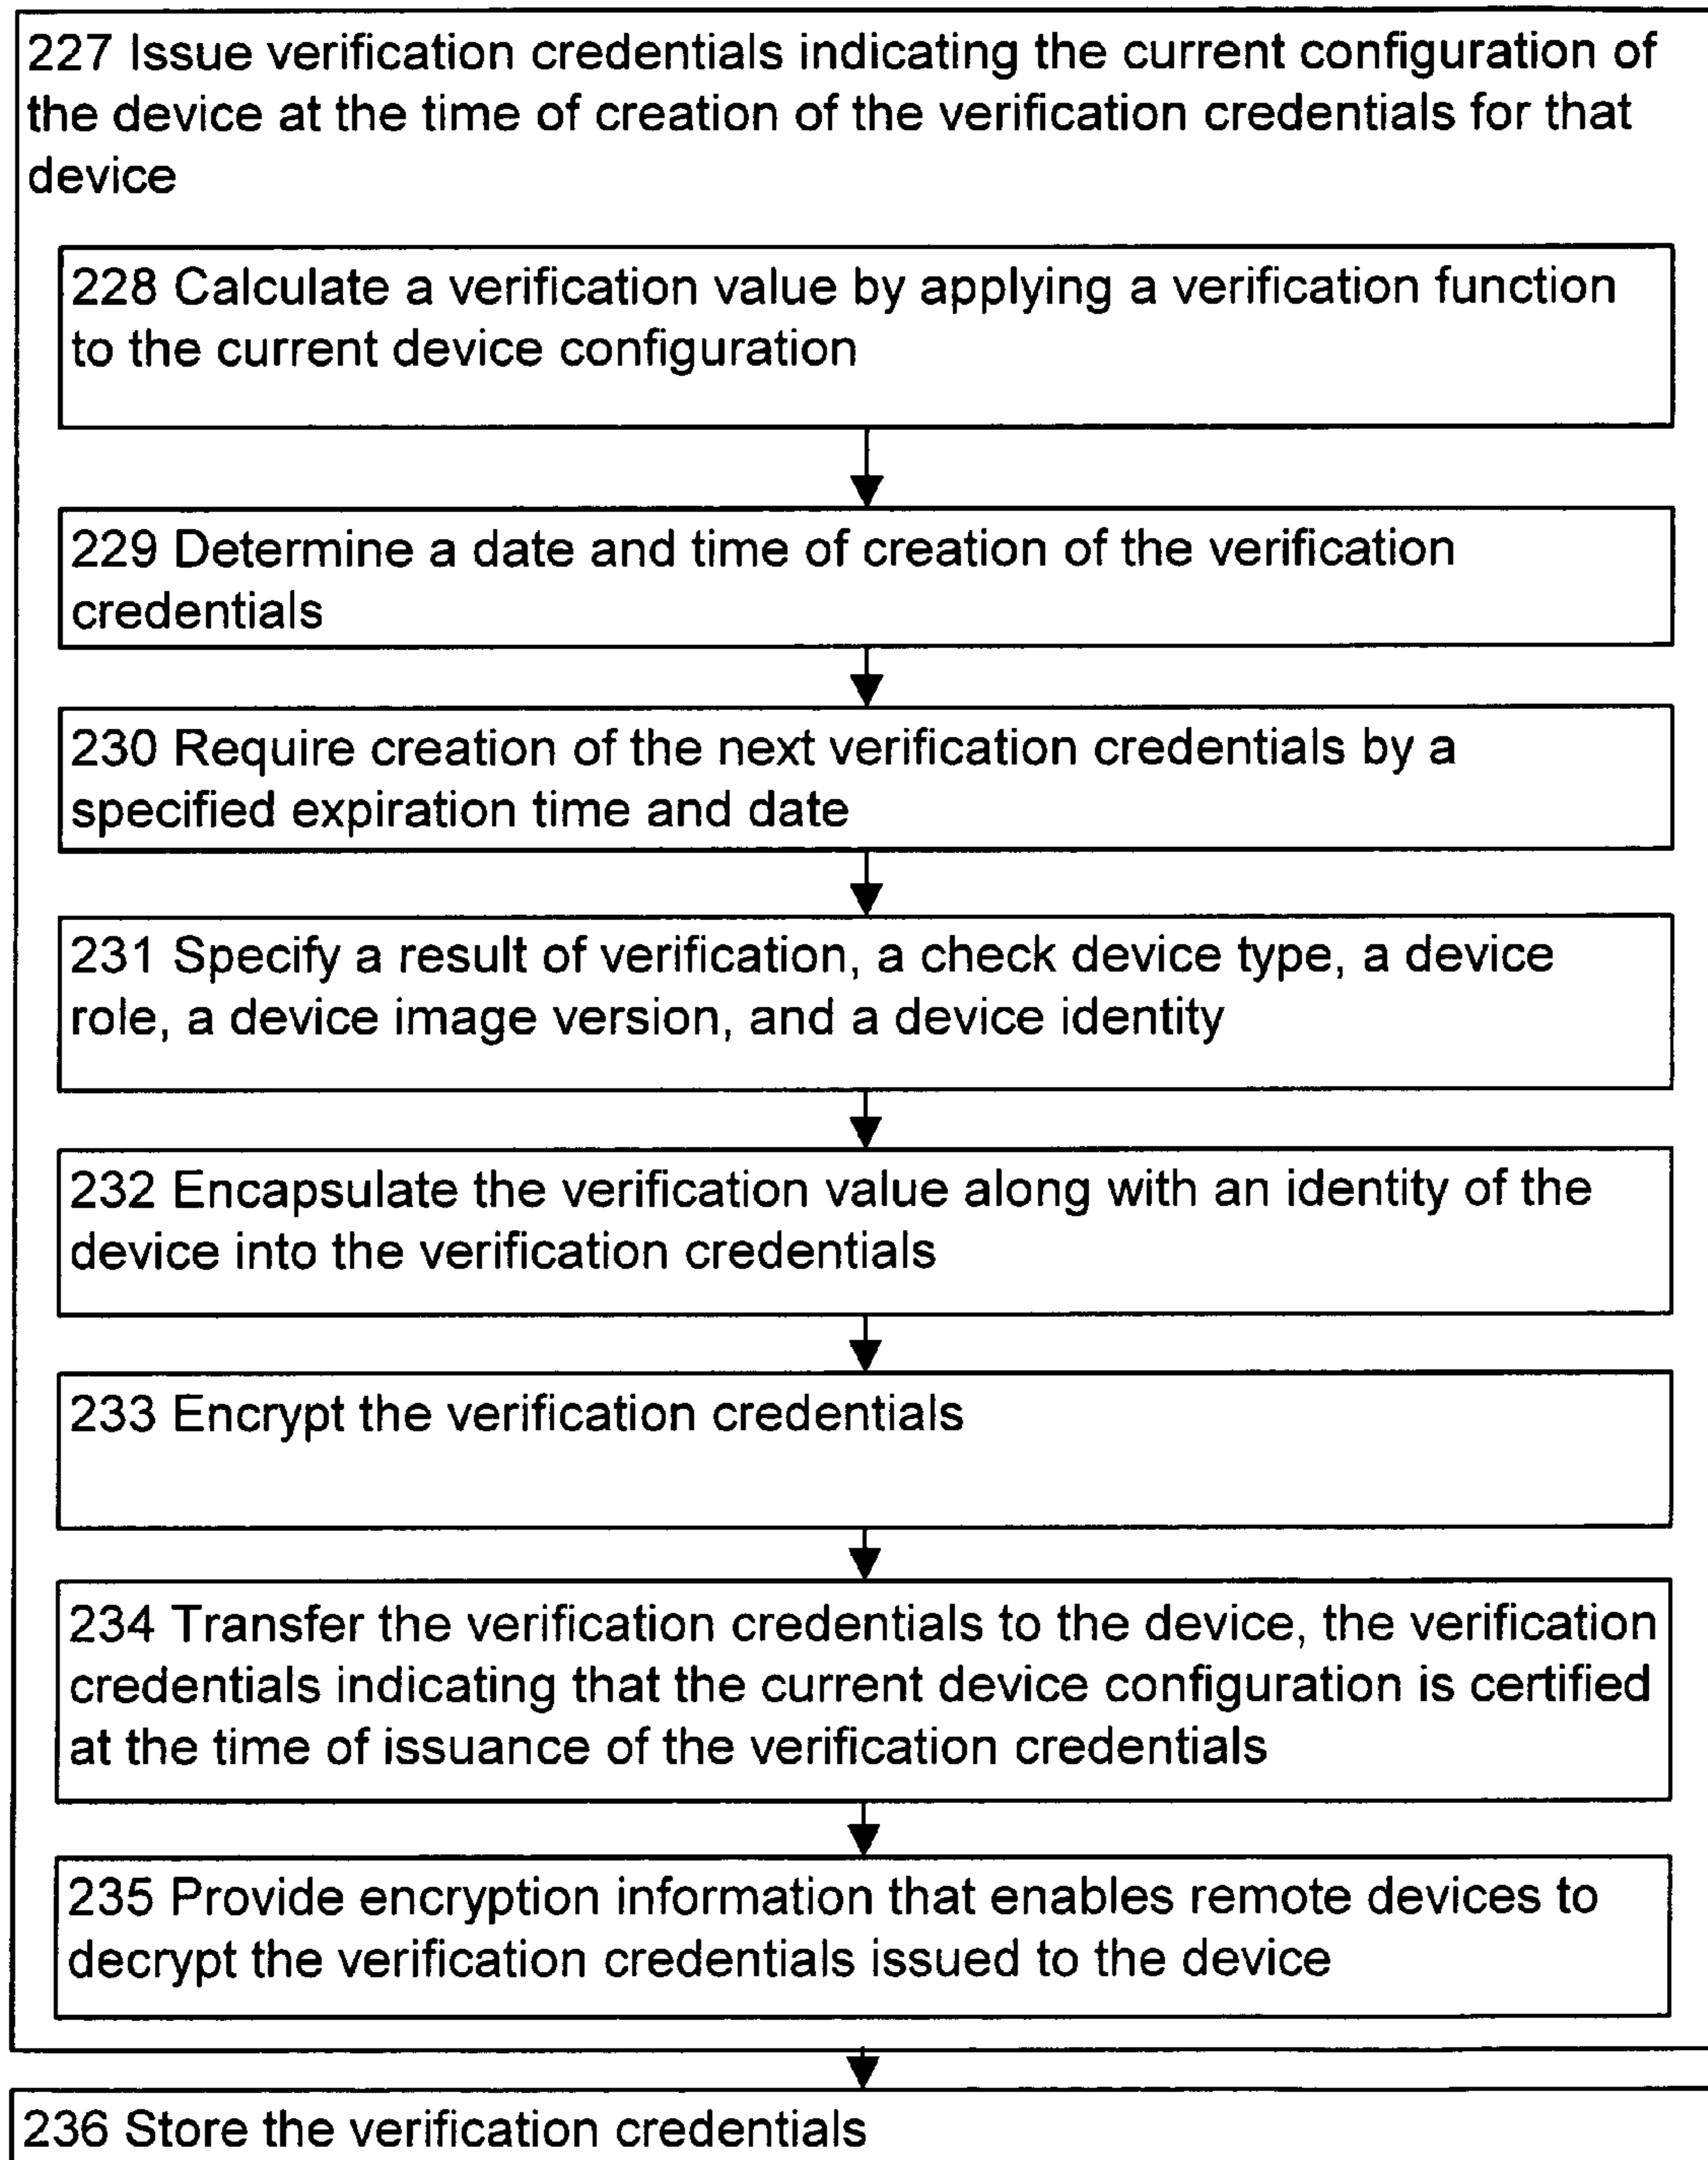 227 Issue verification credentials indicating the current configuration of
the device at the time of creation of the verification credentials for that
device
228 Calculate a verification value by applying a verification function
to the current device configuration
229 Determine a date and time of creation of the verification
credentials
230 Require creation of the next verification credentials by a
specified expiration time and date
231 Specify a result of verification, a check device type, a device
role, a device image version, and a device identity
232 Encapsulate the verification value along with an identity of the
device into the verification credentials
233 Encrypt the verification credentials
234 Transfer the verification credentials to the device, the verification
credentials indicating that the current device configuration is certified
at the time of issuance of the verification credentials
235 Provide encryption information that enables remote devices to
decrypt the verification credentials issued to the device
236 Store the verification credentials